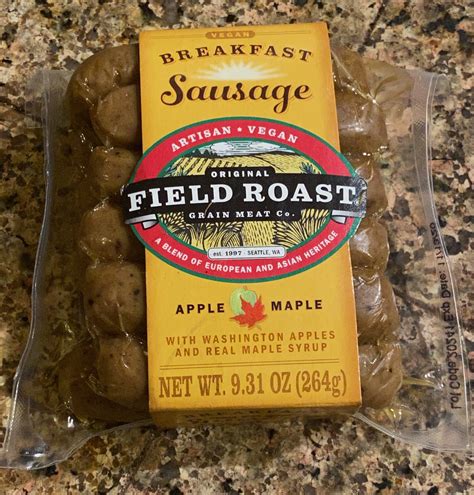 VEGAN
BREAKFAST
Sausage
ARTISAN • VEGAN
ORIGINAL
FIELD ROAST
GRAIN MEAT Co.
est. 1997 • SEATTLE, WA
A BLEND OF EUROPEAN AND ASIAN HERITAGE
APPLE MAPLE
WITH WASHINGTON APPLES
AND REAL MAPLE SYRUP
NET WT. 9.31 OZ (264g)